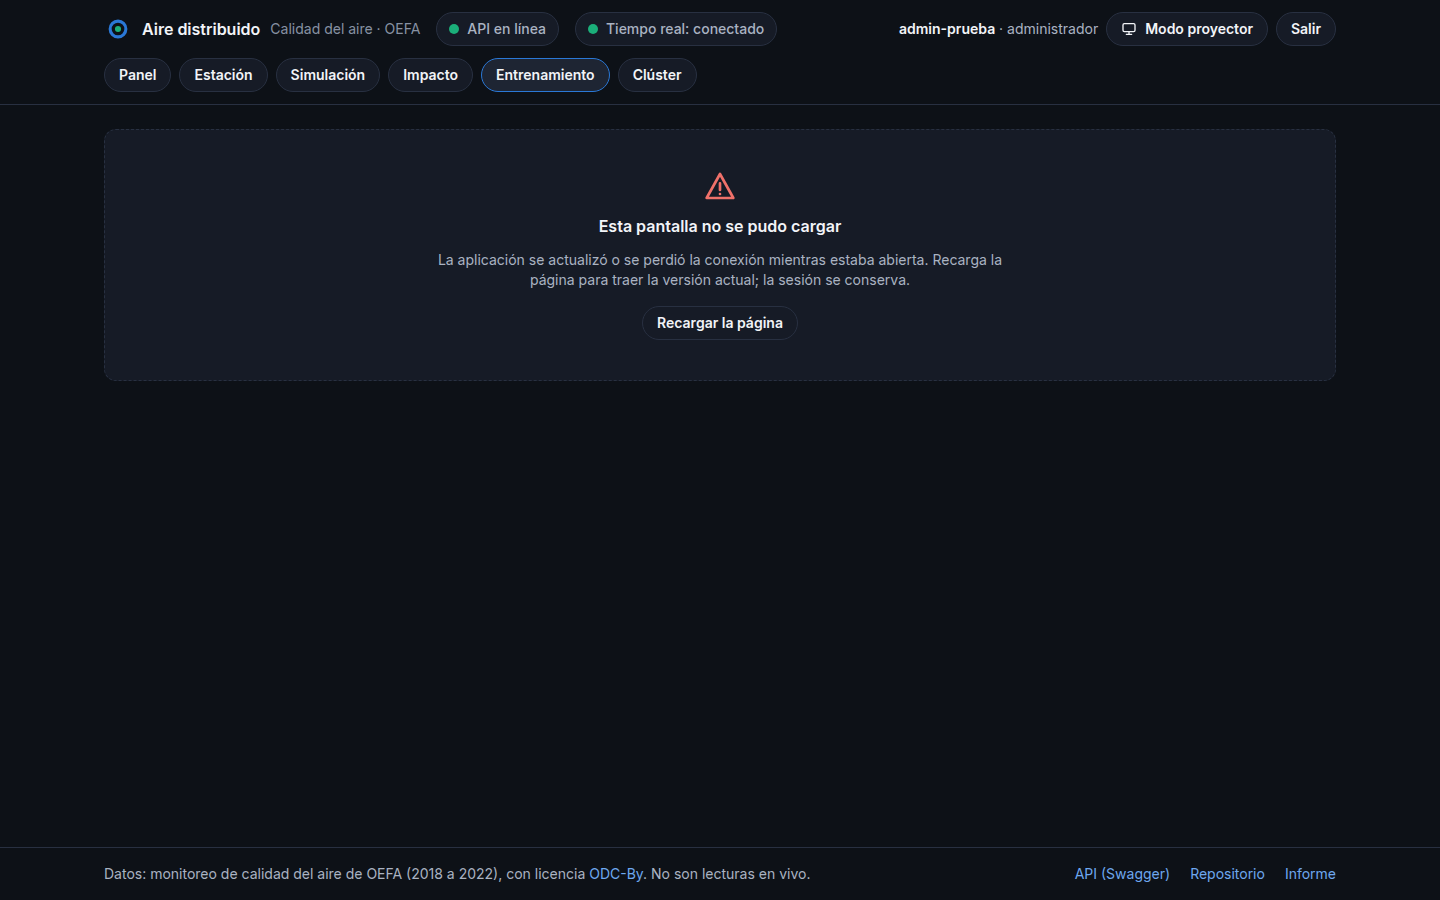 Aire distribuido Calidad del aire · OEFA API en línea Tiempo real: conectado admin-prueba · administrador Modo proyector Salir
Panel Estación Simulación Impacto Entrenamiento Clúster
Esta pantalla no se pudo cargar
La aplicación se actualizó o se perdió la conexión mientras estaba abierta. Recarga la
página para traer la versión actual; la sesión se conserva.
Recargar la página
Datos: monitoreo de calidad del aire de OEFA (2018 a 2022), con licencia ODC-By. No son lecturas en vivo. API (Swagger) Repositorio Informe